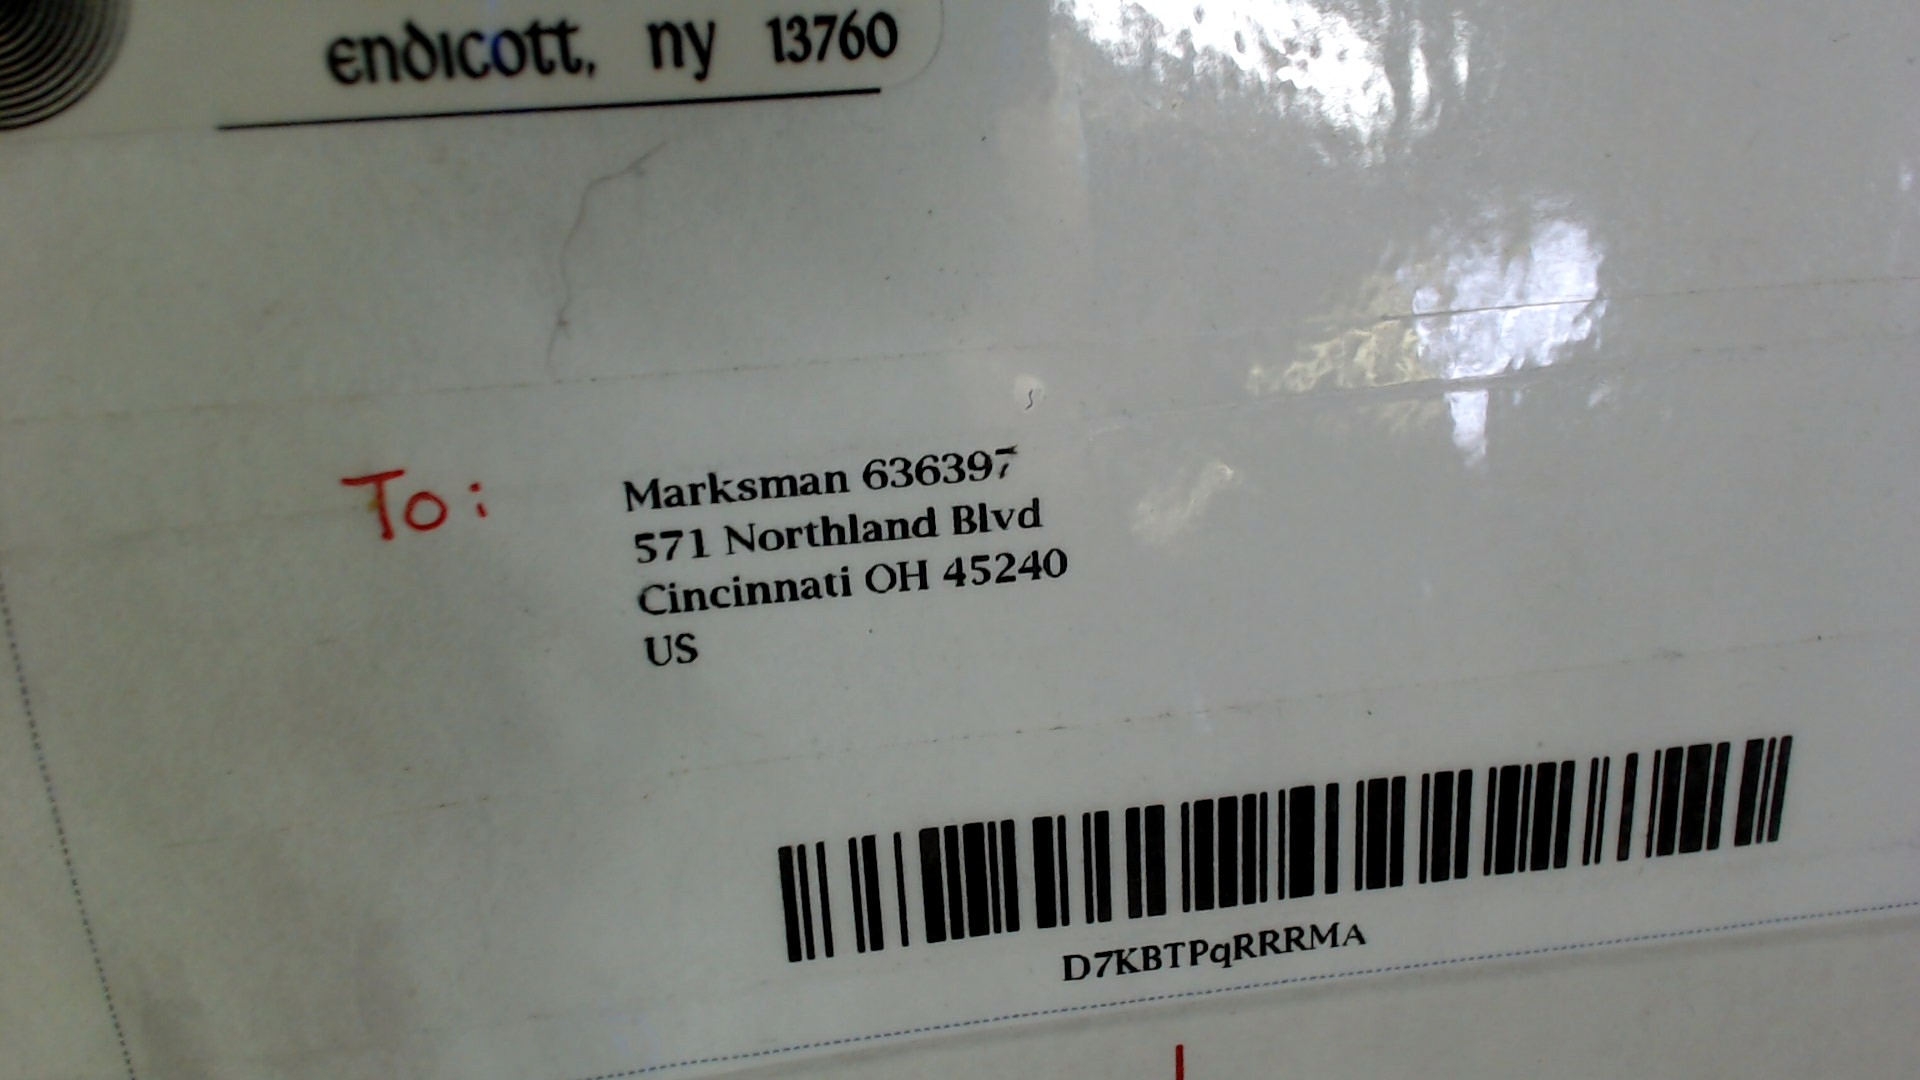 endicott, ny 13760
To:
Marksman 636397
571 Northland Blvd
Cincinnati OH 45240
US
D7KBTPqRRRMA